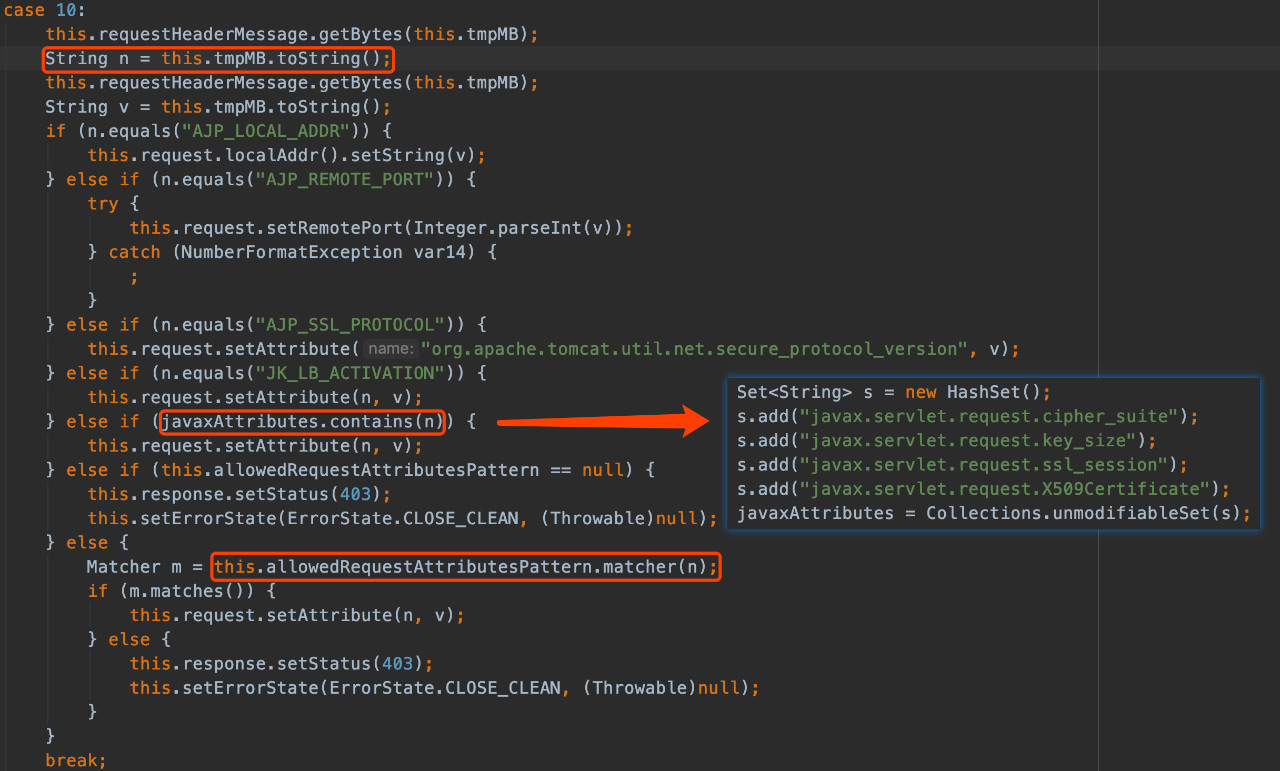 case 10:
this.requestHeaderMessage.getBytes(this.tmpMB);
String n = this.tmpMB.toString();
this.requestHeaderMessage.getBytes(this.tmpMB);
String v = this.tmpMB.toString();
if (n.equals("AJP_LOCAL_ADDR")) {
this.request.localAddr().setString(v);
} else if (n.equals("AJP_REMOTE_PORT")) {
try {
this.request.setRemotePort(Integer.parseInt(v));
} catch (NumberFormatException var14) {
;
}
} else if (n.equals("AJP_SSL_PROTOCOL")) {
this.request.setAttribute( name: "org.apache.tomcat.util.net.secure_protocol_version", v);
} else if (n.equals("JK_LB_ACTIVATION")) {
this.request.setAttribute(n, v);
} else if (javaxAttributes.contains(n)) {
this.request.setAttribute(n, v);
} else if (this.allowedRequestAttributesPattern == null) {
this.response.setStatus(403);
this.setErrorState(ErrorState.CLOSE_CLEAN, (Throwable)null);
} else {
Matcher m = this.allowedRequestAttributesPattern.matcher(n);
if (m.matches()) {
this.request.setAttribute(n, v);
} else {
this.response.setStatus(403);
this.setErrorState(ErrorState.CLOSE_CLEAN, (Throwable)null);
}
}
break;
Set<String> s = new HashSet();
s.add("javax.servlet.request.cipher_suite");
s.add("javax.servlet.request.key_size");
s.add("javax.servlet.request.ssl_session");
s.add("javax.servlet.request.X509Certificate");
javaxAttributes = Collections.unmodifiableSet(s);